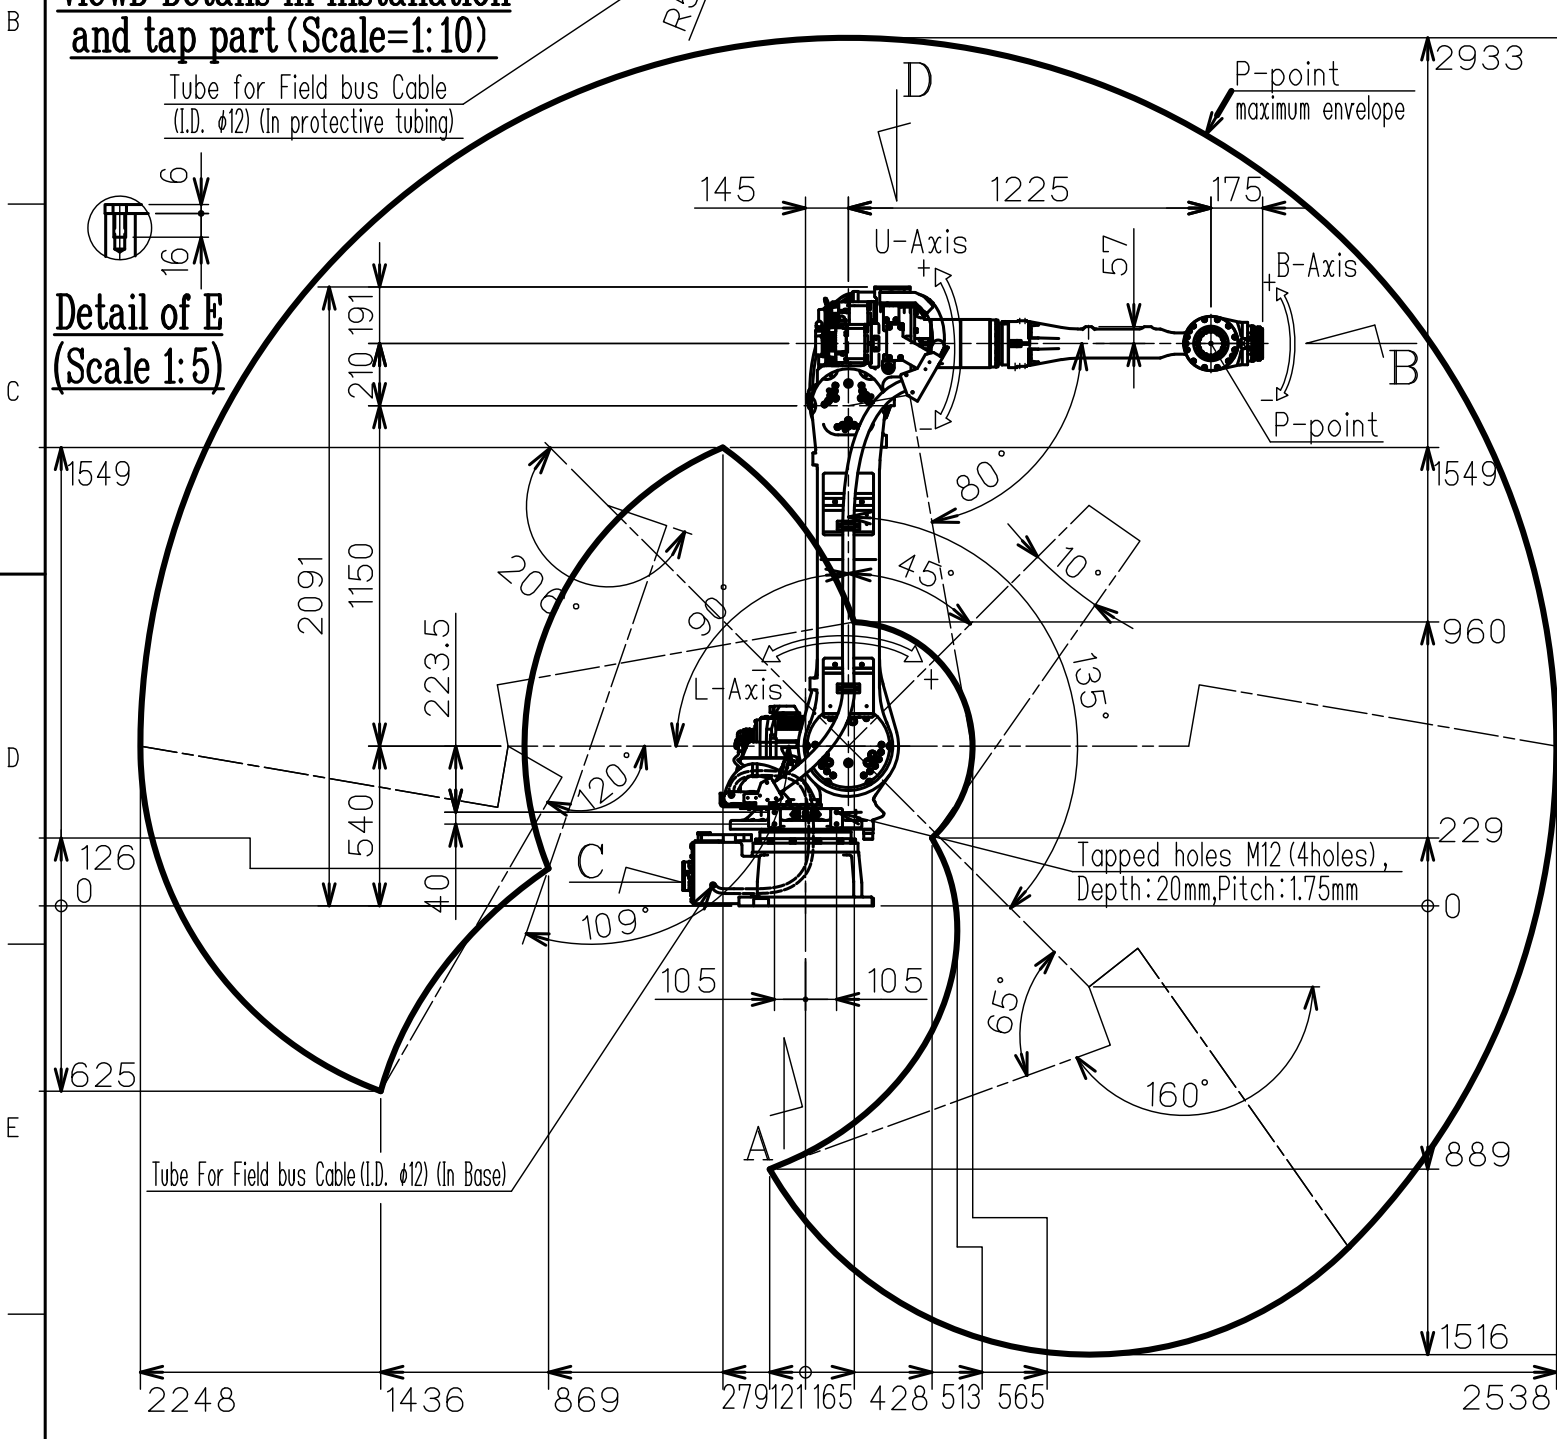 B
ViewD Details in installation
and tap part (Scale=1:10)
Tube for Field bus Cable
(I.D. φ12) (In protective tubing)
6
16
Detail of E
(Scale 1:5)
C
D
E
D
P-point
maximum envelope
2933
145
1225
175
U-Axis
+
−
57
B-Axis
+
−
B
P-point
191
210
2091
1150
223.5
540
40
1549
126
0
625
206°
90°
45°
80°
10°
135°
L-Axis
−
+
120°
109°
C
1549
960
229
0
889
1516
Tapped holes M12 (4holes),
Depth:20mm,Pitch:1.75mm
105
105
65°
160°
A
Tube For Field bus Cable (I.D. φ12) (In Base)
2248
1436
869
279
121
165
428
513
565
2538